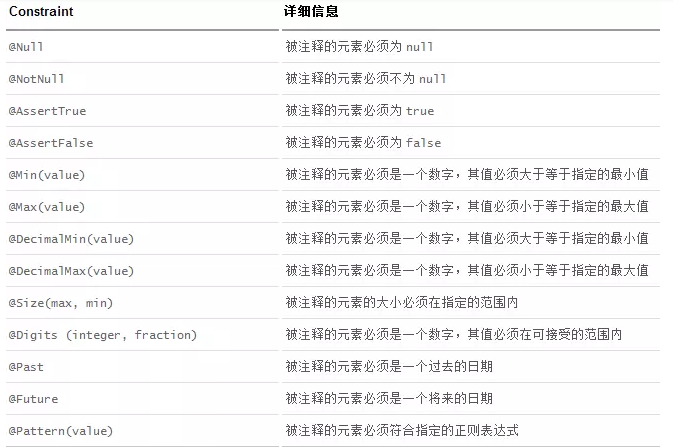 Constraint 详细信息
@Null 被注释的元素必须为 null
@NotNull 被注释的元素必须不为 null
@AssertTrue 被注释的元素必须为 true
@AssertFalse 被注释的元素必须为 false
@Min(value) 被注释的元素必须是一个数字，其值必须大于等于指定的最小值
@Max(value) 被注释的元素必须是一个数字，其值必须小于等于指定的最大值
@DecimalMin(value) 被注释的元素必须是一个数字，其值必须大于等于指定的最小值
@DecimalMax(value) 被注释的元素必须是一个数字，其值必须小于等于指定的最大值
@Size(max, min) 被注释的元素的大小必须在指定的范围内
@Digits (integer, fraction) 被注释的元素必须是一个数字，其值必须在可接受的范围内
@Past 被注释的元素必须是一个过去的日期
@Future 被注释的元素必须是一个将来的日期
@Pattern(value) 被注释的元素必须符合指定的正则表达式